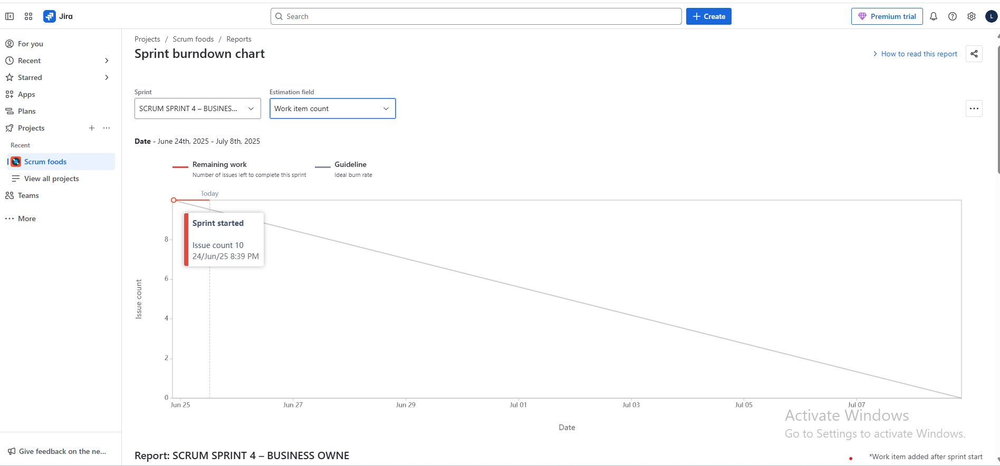 Jira
Search
Create
Premium trial
L
For you
Recent
Starred
Apps
Plans
Projects
Recent
Scrum foods
View all projects
Teams
More
Give feedback on the ne...
Projects / Scrum foods / Reports
Sprint burndown chart
How to read this report
Sprint
Estimation field
SCRUM SPRINT 4 – BUSINES...
Work item count
Date - June 24th, 2025 - July 8th, 2025
Remaining work
Number of issues left to complete this sprint
Guideline
Ideal burn rate
Today
Sprint started
Issue count 10
24/Jun/25 8:39 PM
Issue count
8
6
4
2
0
Jun 25
Jun 27
Jun 29
Jul 01
Jul 03
Jul 05
Jul 07
Date
Activate Windows
Go to Settings to activate Windows.
Report: SCRUM SPRINT 4 – BUSINESS OWNE
*Work item added after sprint start